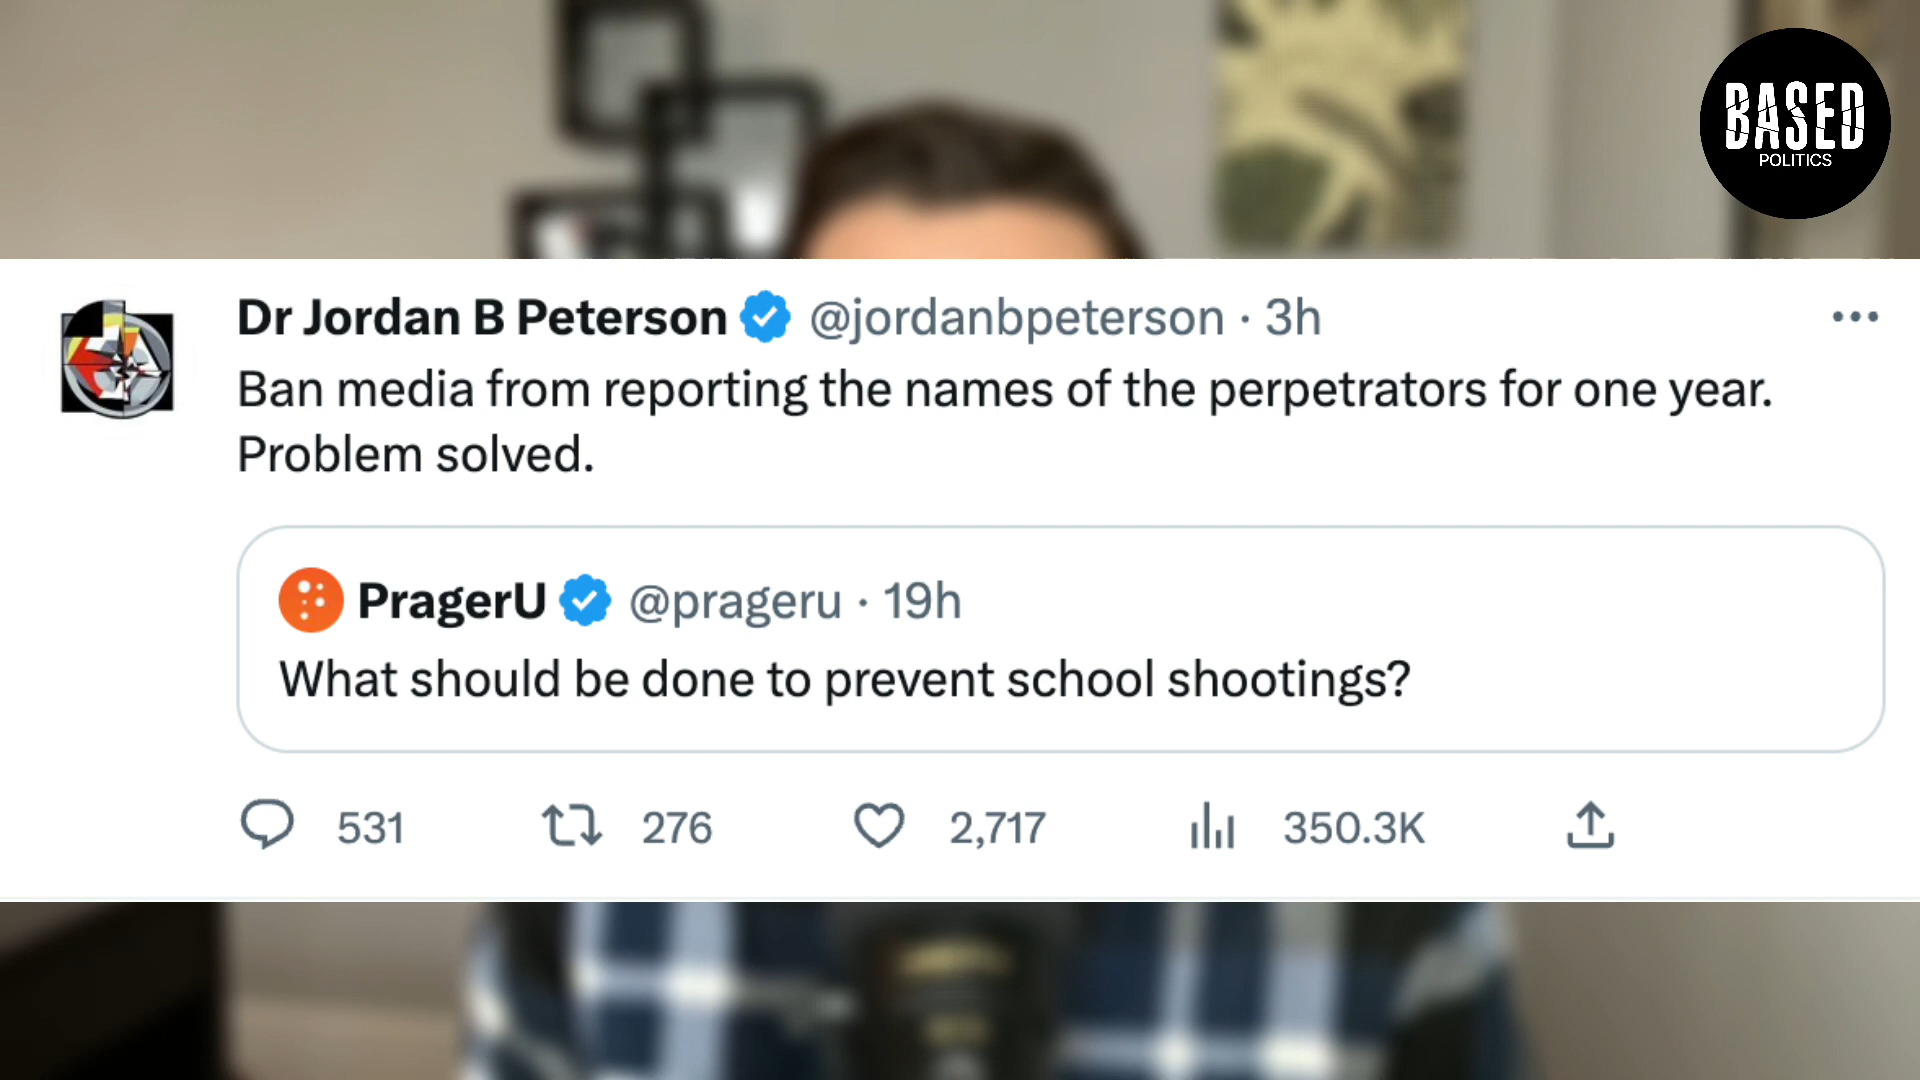 BASED
POLITICS
Dr Jordan B Peterson @jordanbpeterson · 3h
Ban media from reporting the names of the perpetrators for one year.
Problem solved.
PragerU @prageru · 19h
What should be done to prevent school shootings?
531 276 2,717 350.3K